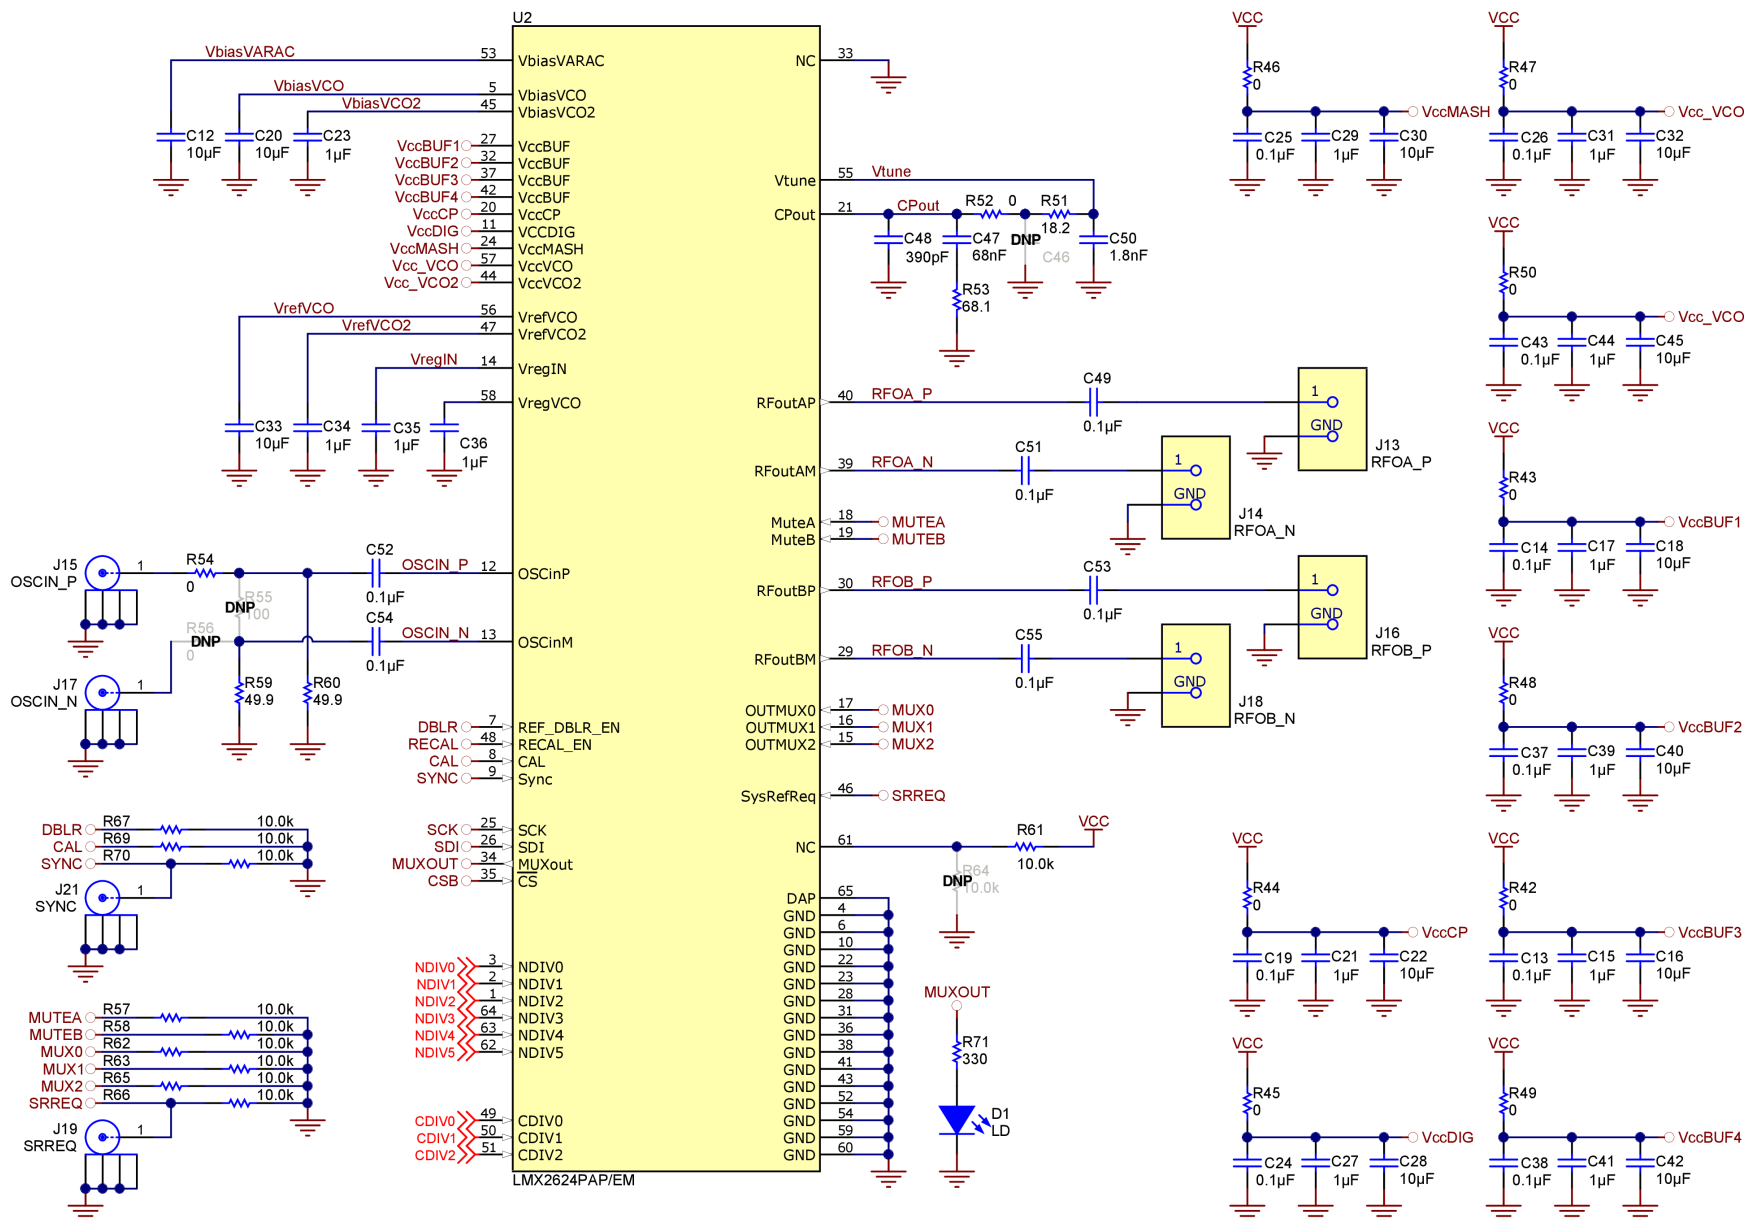 U2
VbiasVARAC 53 VbiasVARAC
VbiasVCO 5 VbiasVCO
VbiasVCO2 45 VbiasVCO2
C12 10µF
C20 10µF
C23 1µF
VccBUF1 27 VccBUF
VccBUF2 32 VccBUF
VccBUF3 37 VccBUF
VccBUF4 42 VccBUF
VccCP 20 VccCP
VccDIG 11 VCCDIG
VccMASH 24 VccMASH
Vcc_VCO 57 VccVCO
Vcc_VCO2 44 VccVCO2
VrefVCO 56 VrefVCO
VrefVCO2 47 VrefVCO2
VregIN 14 VregIN
58 VregVCO
C33 10µF
C34 1µF
C35 1µF
C36 1µF
J15 OSCIN_P 1
R54 0
C52 0.1µF
OSCIN_P 12 OSCinP
R55 100 DNP
R56 0 DNP
C54 0.1µF
OSCIN_N 13 OSCinM
J17 OSCIN_N 1
R59 49.9
R60 49.9
DBLR 7 REF_DBLR_EN
RECAL 48 RECAL_EN
CAL 8 CAL
SYNC 9 Sync
DBLR R67 10.0k
CAL R69 10.0k
SYNC R70 10.0k
J21 SYNC 1
SCK 25 SCK
SDI 26 SDI
MUXOUT 34 MUXout
CSB 35 CS
NDIV0 3 NDIV0
NDIV1 2 NDIV1
NDIV2 1 NDIV2
NDIV3 64 NDIV3
NDIV4 63 NDIV4
NDIV5 62 NDIV5
MUTEA R57 10.0k
MUTEB R58 10.0k
MUX0 R62 10.0k
MUX1 R63 10.0k
MUX2 R65 10.0k
SRREQ R66 10.0k
J19 SRREQ 1
CDIV0 49 CDIV0
CDIV1 50 CDIV1
CDIV2 51 CDIV2
LMX2624PAP/EM
NC 33
Vtune 55 Vtune
CPout 21 CPout
R52 0
R51 18.2
C48 390pF
C47 68nF
DNP C46
C50 1.8nF
R53 68.1
RFoutAP 40 RFOA_P
C49 0.1µF
1 GND J13 RFOA_P
RFoutAM 39 RFOA_N
C51 0.1µF
1 GND J14 RFOA_N
MuteA 18 MUTEA
MuteB 19 MUTEB
RFoutBP 30 RFOB_P
C53 0.1µF
1 GND J16 RFOB_P
RFoutBM 29 RFOB_N
C55 0.1µF
1 GND J18 RFOB_N
OUTMUX0 17 MUX0
OUTMUX1 16 MUX1
OUTMUX2 15 MUX2
SysRefReq 46 SRREQ
NC 61
R61 10.0k VCC
R64 10.0k DNP
DAP 65
GND 4
GND 6
GND 10
GND 22
GND 23
GND 28
GND 31
GND 36
GND 38
GND 41
GND 43
GND 52
GND 54
GND 59
GND 60
MUXOUT
R71 330
D1 LD
VCC
R46 0
VccMASH
C25 0.1µF
C29 1µF
C30 10µF
VCC
R47 0
Vcc_VCO
C26 0.1µF
C31 1µF
C32 10µF
VCC
R50 0
Vcc_VCO
C43 0.1µF
C44 1µF
C45 10µF
VCC
R43 0
VccBUF1
C14 0.1µF
C17 1µF
C18 10µF
VCC
R48 0
VccBUF2
C37 0.1µF
C39 1µF
C40 10µF
VCC
R44 0
VccCP
C19 0.1µF
C21 1µF
C22 10µF
VCC
R42 0
VccBUF3
C13 0.1µF
C15 1µF
C16 10µF
VCC
R45 0
VccDIG
C24 0.1µF
C27 1µF
C28 10µF
VCC
R49 0
VccBUF4
C38 0.1µF
C41 1µF
C42 10µF